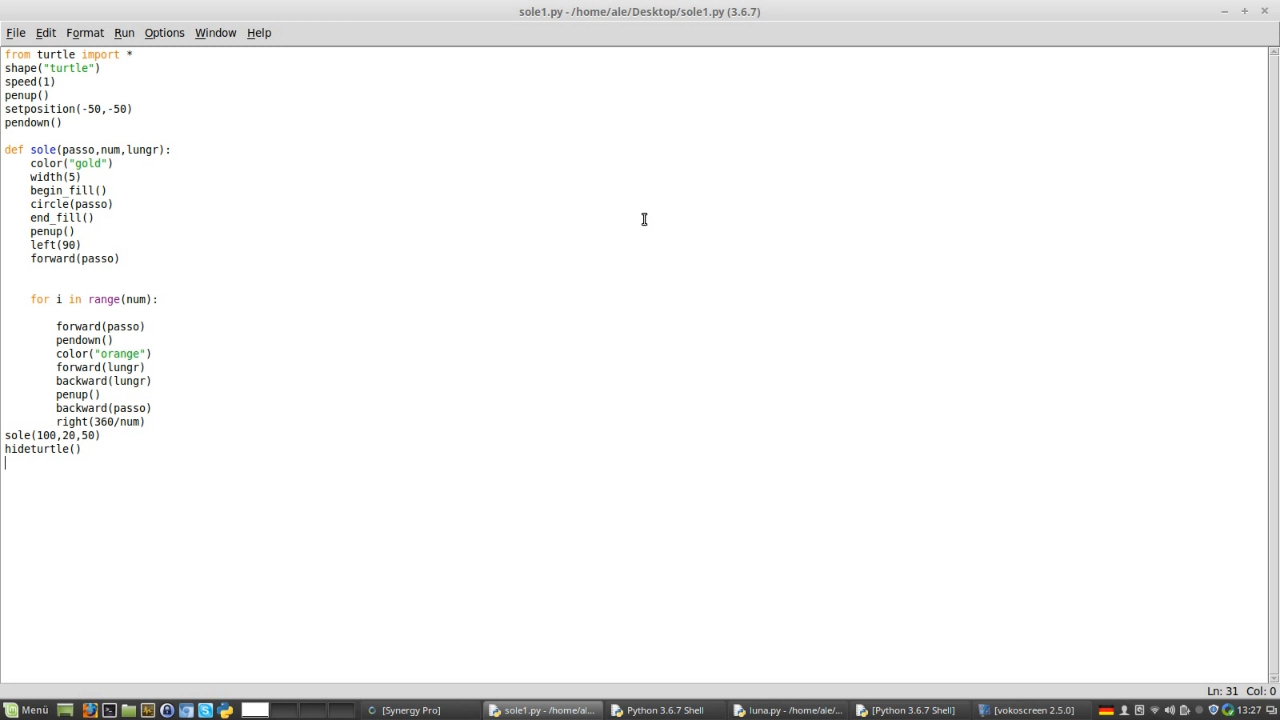 sole1.py - /home/ale/Desktop/sole1.py (3.6.7)
File Edit Format Run Options Window Help
from turtle import *
shape("turtle")
speed(1)
penup()
setposition(-50,-50)
pendown()
def sole(passo,num,lungr):
    color("gold")
    width(5)
    begin_fill()
    circle(passo)
    end_fill()
    penup()
    left(90)
    forward(passo)
    for i in range(num):
        forward(passo)
        pendown()
        color("orange")
        forward(lungr)
        backward(lungr)
        penup()
        backward(passo)
        right(360/num)
sole(100,20,50)
hideturtle()
Ln: 31 Col: 0
Menü [Synergy Pro] sole1.py - /home/al... Python 3.6.7 Shell luna.py - /home/ale/... [Python 3.6.7 Shell] [vokoscreen 2.5.0] 13:27